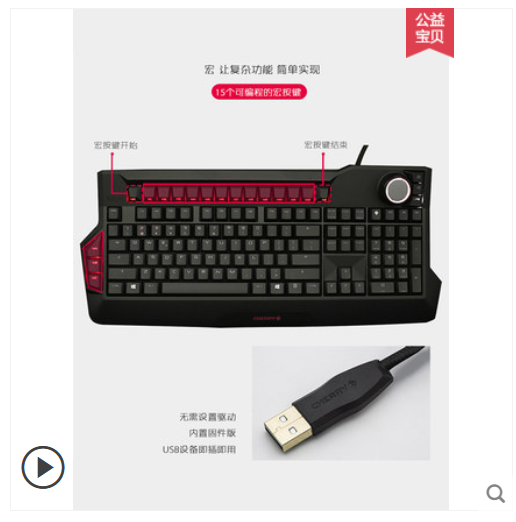 公益
宝贝
宏 让复杂功能 简单实现
15个可编程的宏按键
宏按键开始
宏按键结束
CHERRY
CHERRY
无需设置驱动
内置固件版
USB设备即插即用